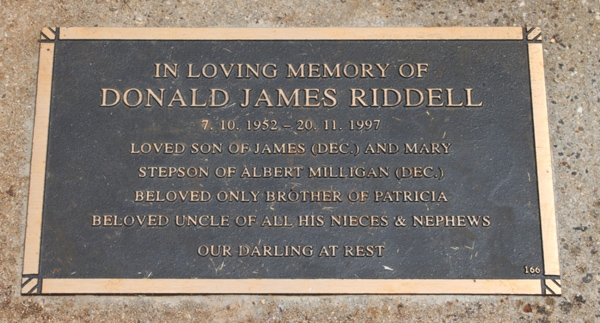 IN LOVING MEMORY OF
DONALD JAMES RIDDELL
7. 10. 1952 – 20. 11. 1997
LOVED SON OF JAMES (DEC.) AND MARY
STEPSON OF ALBERT MILLIGAN (DEC.)
BELOVED ONLY BROTHER OF PATRICIA
BELOVED UNCLE OF ALL HIS NIECES & NEPHEWS
OUR DARLING AT REST
166